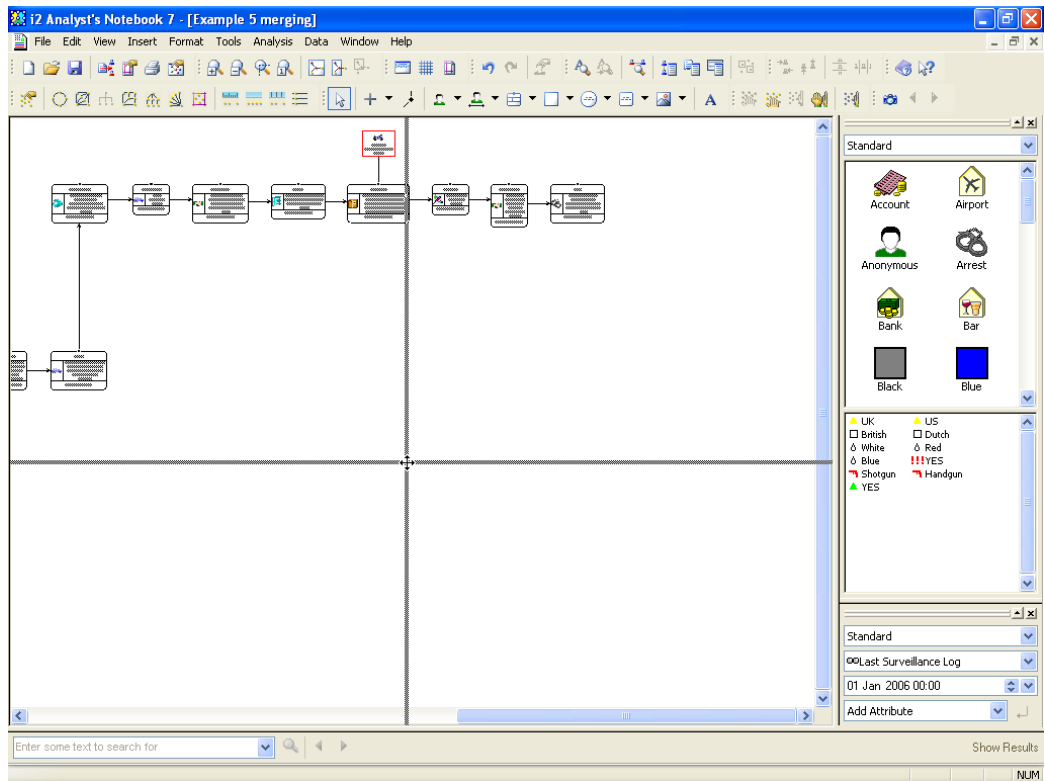 i2 Analyst's Notebook 7 - [Example 5 merging]
File Edit View Insert Format Tools Analysis Data Window Help
A
Standard
Account Airport
Anonymous Arrest
Bank Bar
Black Blue
UK US
British Dutch
White Red
Blue !!!YES
Shotgun Handgun
YES
Standard
Last Surveillance Log
01 Jan 2006 00:00
Add Attribute
Enter some text to search for
Show Results
NUM